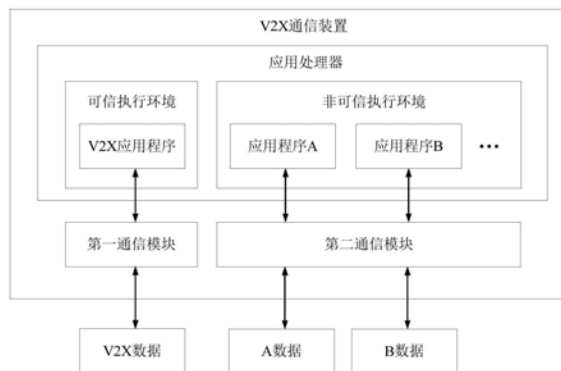 V2X通信装置
应用处理器
可信执行环境
非可信执行环境
V2X应用程序
应用程序A
应用程序B
•••
第一通信模块
第二通信模块
V2X数据
A数据
B数据